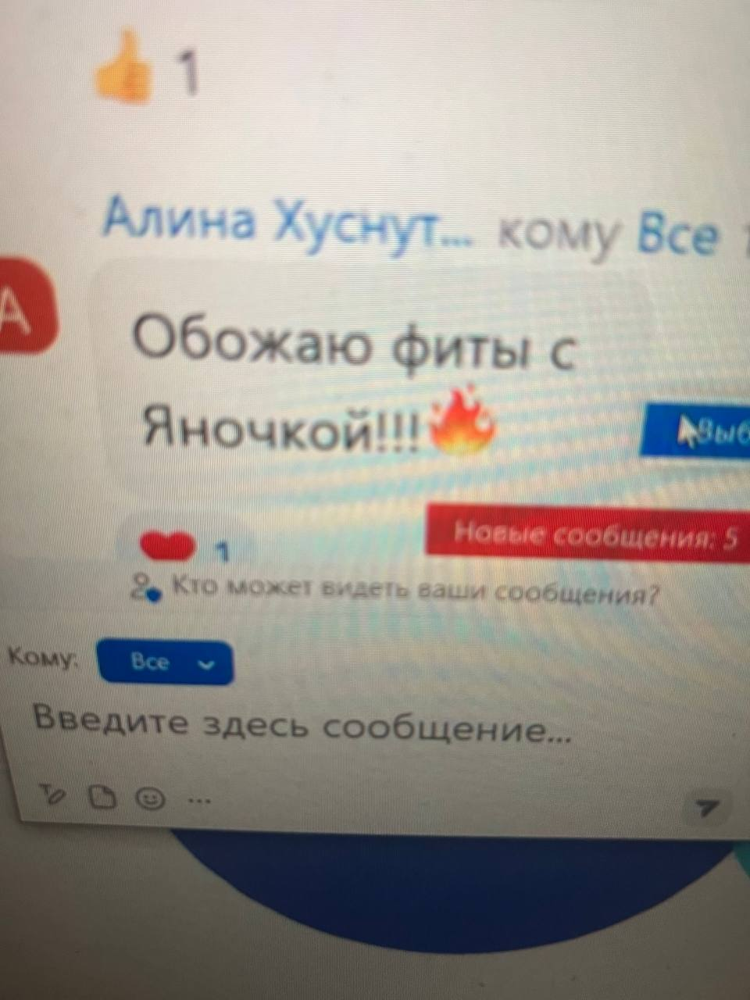 1
Алина Хуснут... кому Все
А
Обожаю фиты с
Яночкой!!!🔥
Новые сообщения: 5
1
Кто может видеть ваши сообщения?
Кому: Все
Введите здесь сообщение...